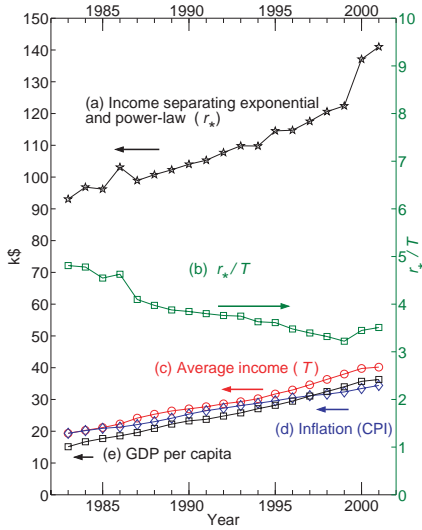 1985 1990 1995 2000
150 10
140
130 9
120
(a) Income separating exponential
and power-law (r*)
8
110
100 7
90 6
80
k$
r*/T
70 5
(b) r*/T
60 4
50
40 3
(c) Average income (T)
30 2
20
(d) Inflation (CPI)
1
(e) GDP per capita
10
0 0
1985 1990 1995 2000
Year